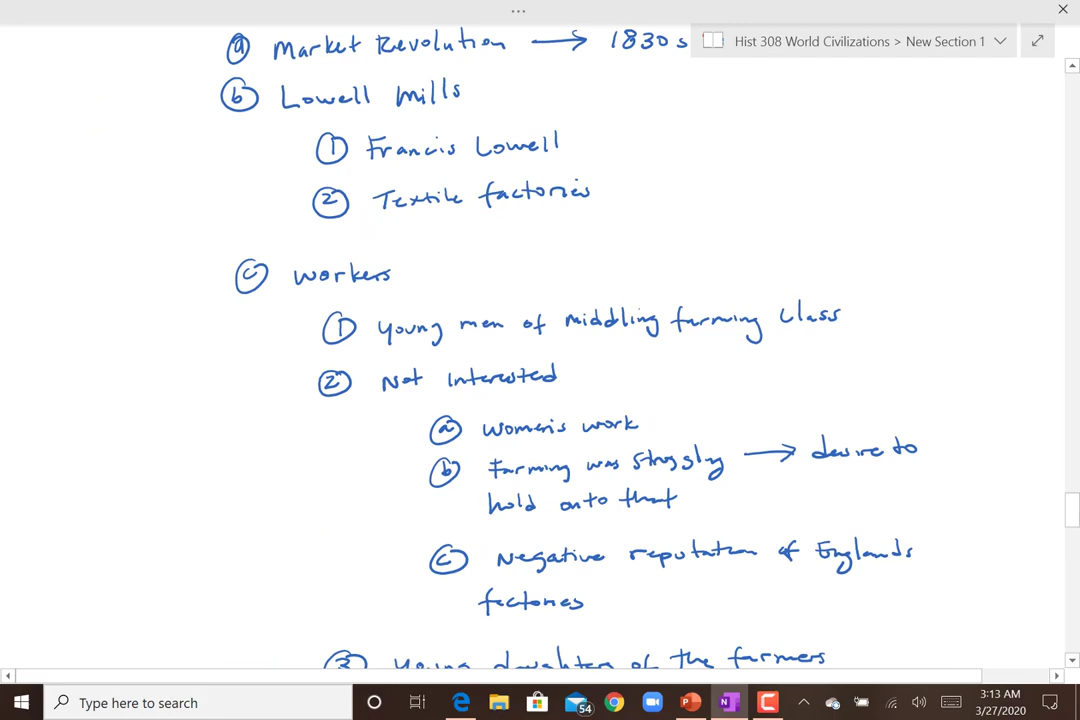 Hist 308 World Civilizations > New Section 1
a Market Revolution → 1830s
b Lowell Mills
1 Francis Lowell
2 Textile factories
c workers
1 Young men of middling farming class
2 Not Interested
a Women's work
b Farming was struggling → desire to
hold onto that
c Negative reputation of Englands
factories
3 Young daughters of the farmers
Type here to search
54
3:13 AM
3/27/2020